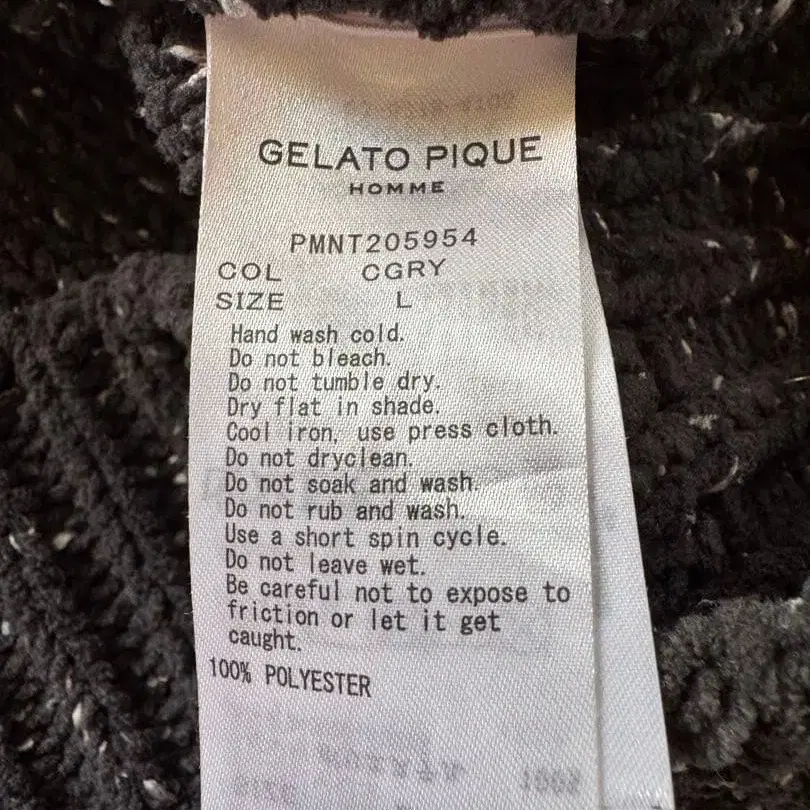 GELATO PIQUE
HOMME
PMNT205954
COL CGRY
SIZE L
Hand wash cold.
Do not bleach.
Do not tumble dry.
Dry flat in shade.
Cool iron, use press cloth.
Do not dryclean.
Do not soak and wash.
Do not rub and wash.
Use a short spin cycle.
Do not leave wet.
Be careful not to expose to
friction or let it get
caught.
100% POLYESTER